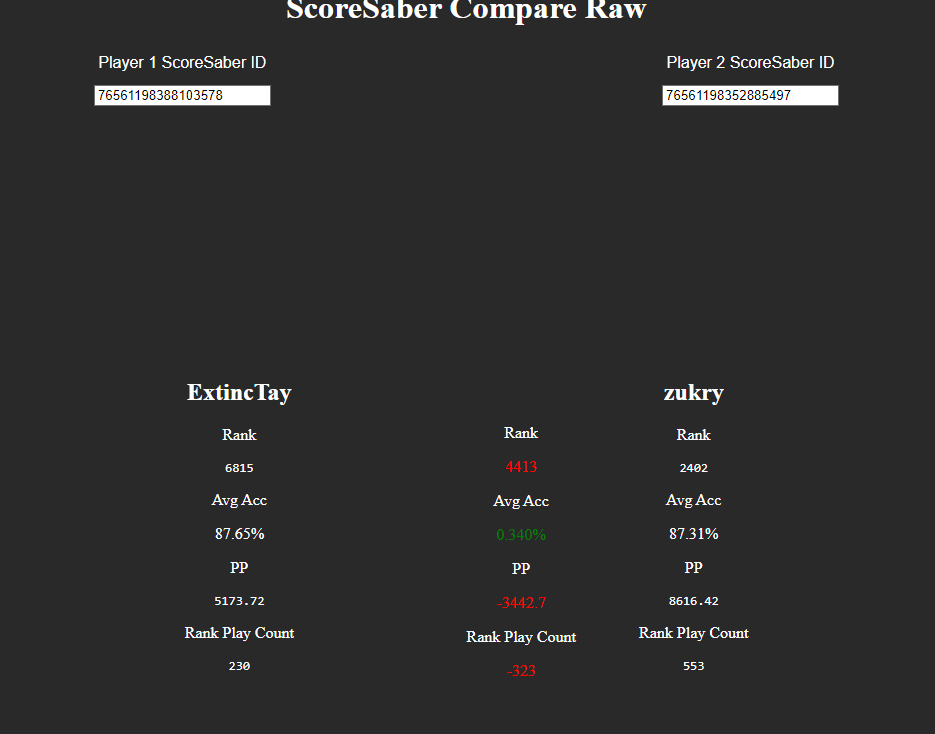 ScoreSaber Compare Raw
Player 1 ScoreSaber ID
Player 2 ScoreSaber ID
76561198388103578
76561198352885497
ExtincTay
Rank
6815
Avg Acc
87.65%
PP
5173.72
Rank Play Count
230
Rank
4413
Avg Acc
0.340%
PP
-3442.7
Rank Play Count
-323
zukry
Rank
2402
Avg Acc
87.31%
PP
8616.42
Rank Play Count
553